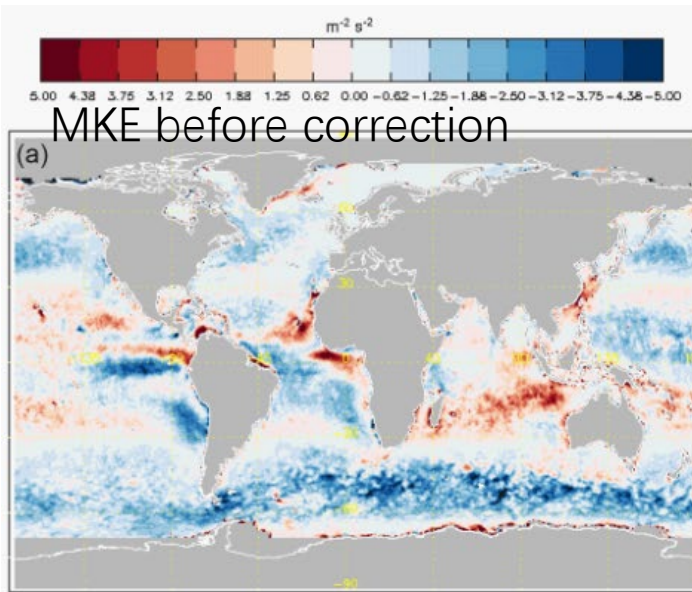 m⁻² s⁻²
5.00 4.38 3.75 3.12 2.50 1.88 1.25 0.62 0.00 -0.62 -1.25 -1.88 -2.50 -3.12 -3.75 -4.38 -5.00
MKE before correction
(a)
30
-90